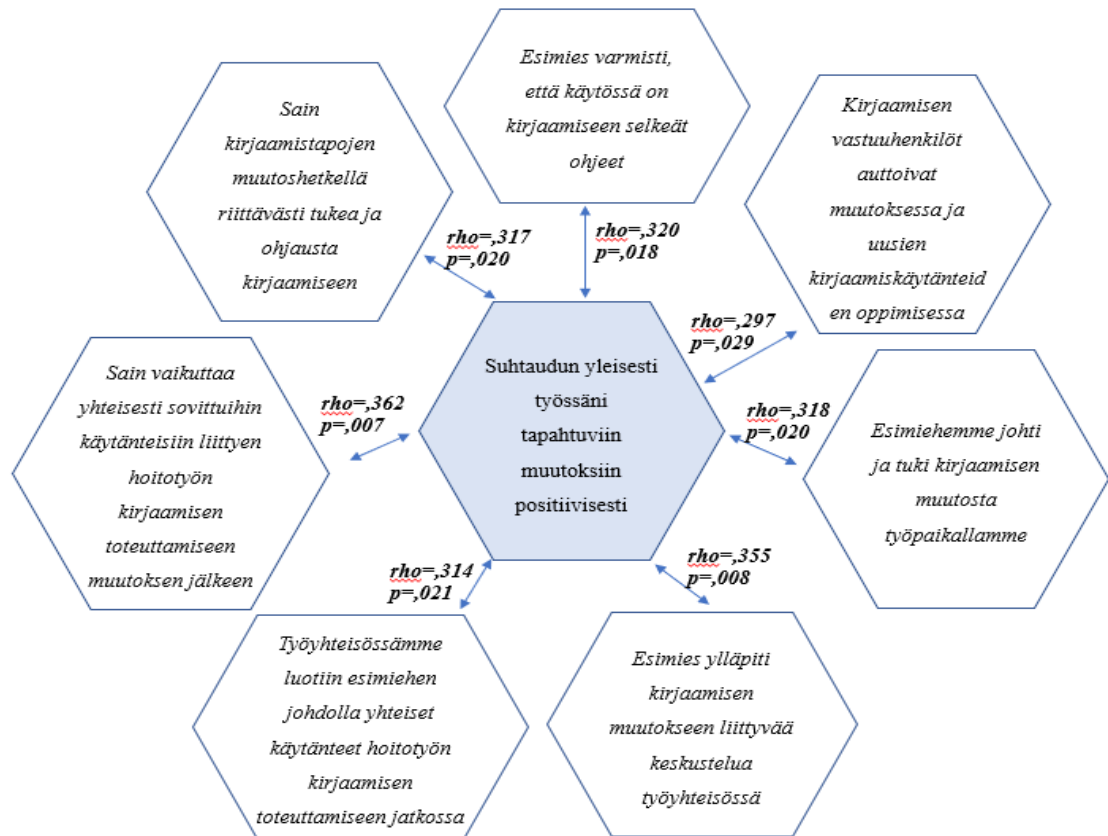 Esimies varmisti,
että käytössä on
kirjaamiseen selkeät
ohjeet
Sain
kirjaamistapojen
muutoshetkellä
riittävästi tukea ja
ohjausta
kirjaamiseen
Kirjaamisen
vastuuhenkilöt
auttoivat
muutoksessa ja
uusien
kirjaamiskäytänteid
en oppimisessa
rho=,317
p=,020
rho=,320
p=,018
rho=,297
p=,029
Sain vaikuttaa
yhteisesti sovittuihin
käytänteisiin liittyen
hoitotyön
kirjaamisen
toteuttamiseen
muutoksen jälkeen
rho=,362
p=,007
Suhtaudun yleisesti
työssäni
tapahtuviin
muutoksiin
positiivisesti
rho=,318
p=,020
Esimiehemme johti
ja tuki kirjaamisen
muutosta
työpaikallamme
rho=,314
p=,021
rho=,355
p=,008
Työyhteisössämme
luotiin esimiehen
johdolla yhteiset
käytänteet hoitotyön
kirjaamisen
toteuttamiseen jatkossa
Esimies ylläpiti
kirjaamisen
muutokseen liittyvää
keskustelua
työyhteisössä